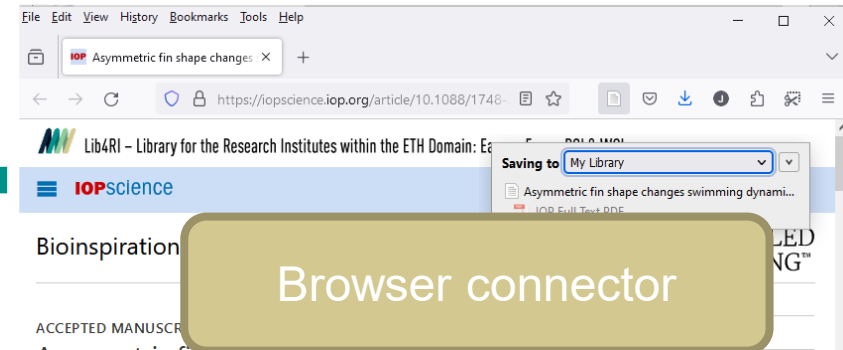 File Edit View History Bookmarks Tools Help
IOP Asymmetric fin shape changes
https://iopscience.iop.org/article/10.1088/1748-
Lib4RI – Library for the Research Institutes within the ETH Domain:
Saving to My Library
IOPscience
Asymmetric fin shape changes swimming dynami...
IOP Full Text PDF
Bioinspiration
Browser connector
ACCEPTED MANUSCR